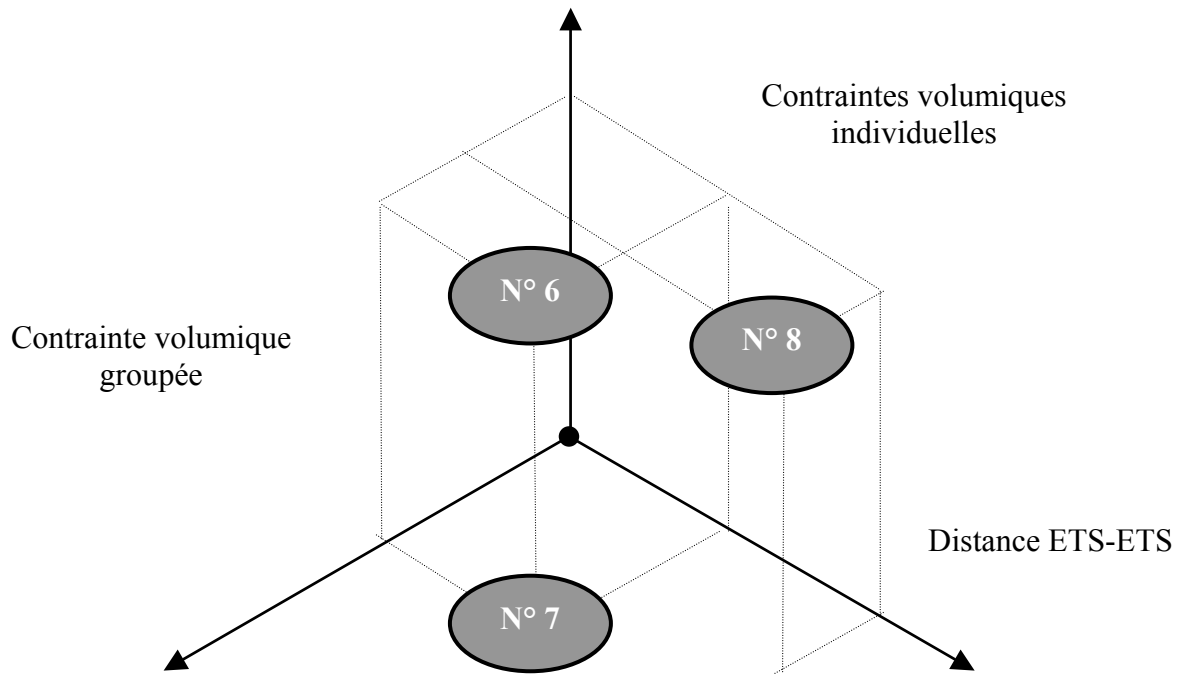 Contraintes volumiques
individuelles
N° 6
N° 8
Contrainte volumique
groupée
Distance ETS-ETS
N° 7